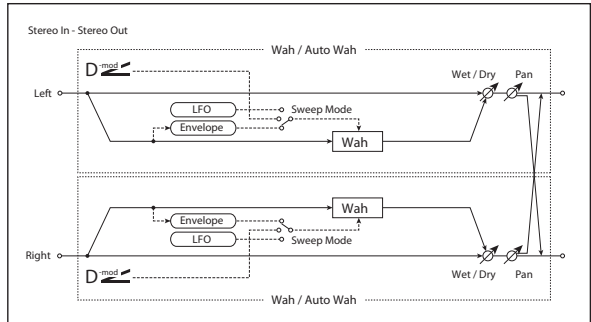 Stereo In - Stereo Out
Wah / Auto Wah
D-mod
Wet / Dry Pan
Left
LFO
Sweep Mode
Envelope
Wah
Wah
Envelope
LFO
Sweep Mode
Right
D-mod
Wet / Dry Pan
Wah / Auto Wah